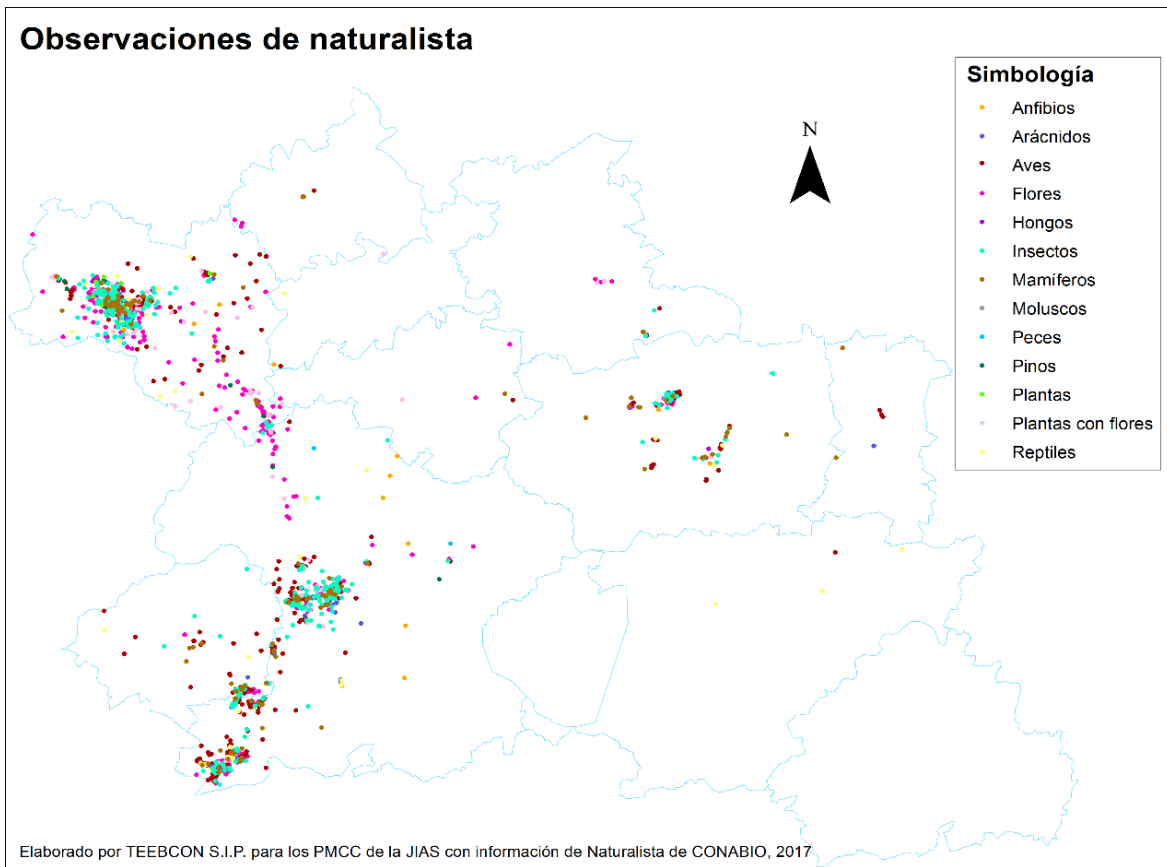 Observaciones de naturalista
Simbología
Anfibios
Arácnidos
Aves
Flores
Hongos
Insectos
Mamíferos
Moluscos
Peces
Pinos
Plantas
Plantas con flores
Reptiles
N
Elaborado por TEEBCON S.I.P. para los PMCC de la JIAS con información de Naturalista de CONABIO, 2017